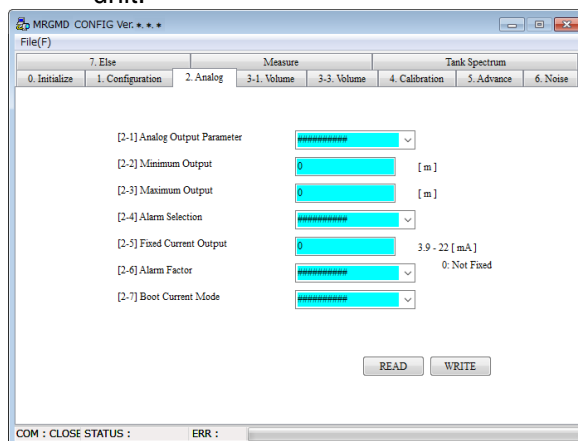 unit.
MRGMD CONFIG Ver. *. *. *
File(F)
7. Else Measure Tank Spectrum
0. Initialize 1. Configuration 2. Analog 3-1. Volume 3-3. Volume 4. Calibration 5. Advance 6. Noise
[2-1] Analog Output Parameter ##########
[2-2] Minimum Output 0 [ m ]
[2-3] Maximum Output 0 [ m ]
[2-4] Alarm Selection ##########
[2-5] Fixed Current Output 0 3.9 - 22 [ mA ]
0: Not Fixed
[2-6] Alarm Factor ##########
[2-7] Boot Current Mode ##########
READ WRITE
COM : CLOSE STATUS : ERR :